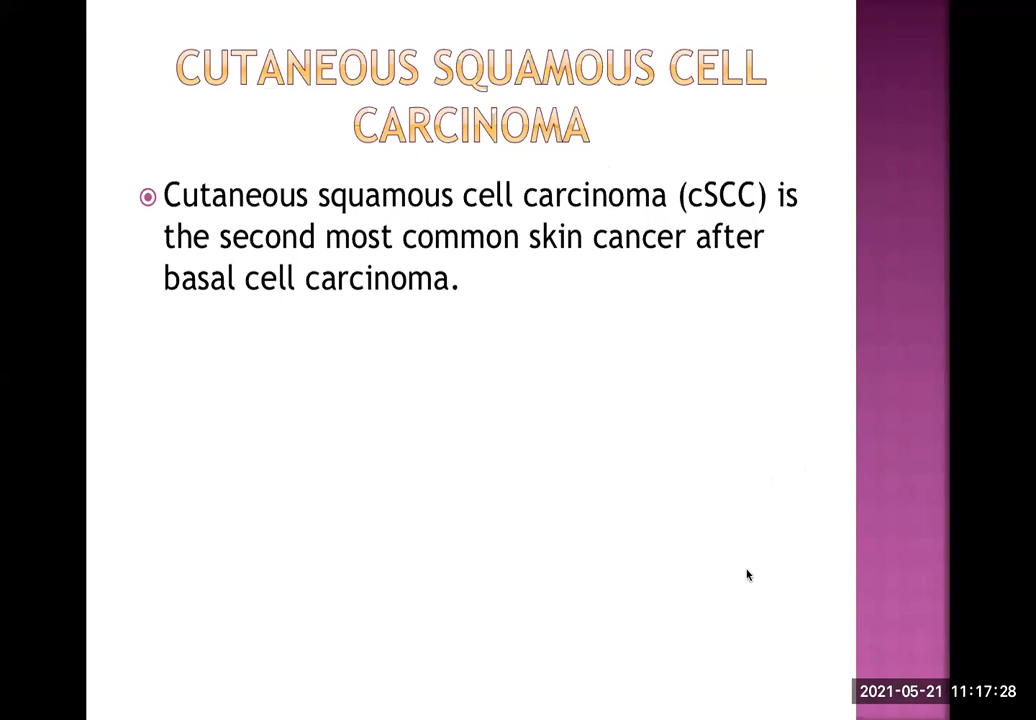 CUTANEOUS SQUAMOUS CELL
CARCINOMA
Cutaneous squamous cell carcinoma (cSCC) is
the second most common skin cancer after
basal cell carcinoma.
2021-05-21 11:17:28